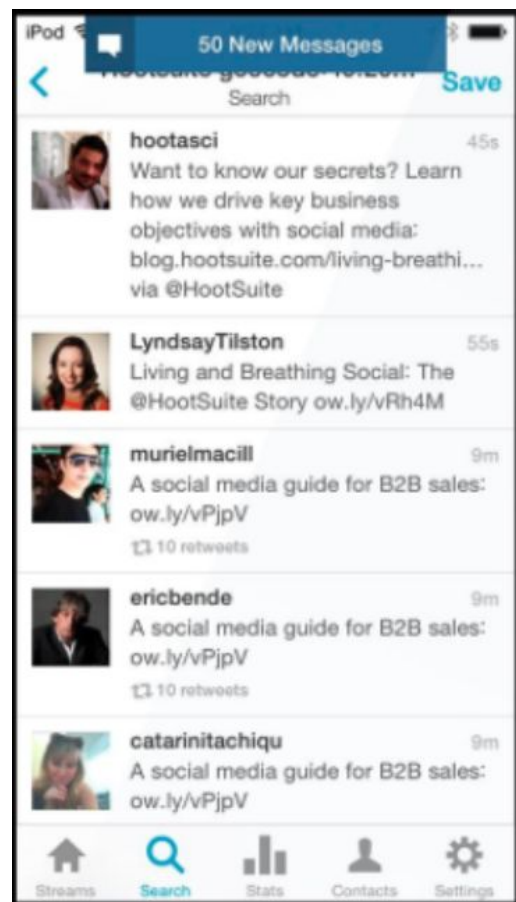 iPod
50 New Messages
Save
Search
hootasci 45s
Want to know our secrets? Learn
how we drive key business
objectives with social media:
blog.hootsuite.com/living-breathi...
via @HootSuite
LyndsayTilston 55s
Living and Breathing Social: The
@HootSuite Story ow.ly/vRh4M
murielmacill 9m
A social media guide for B2B sales:
ow.ly/vPjpV
10 retweets
ericbende 9m
A social media guide for B2B sales:
ow.ly/vPjpV
10 retweets
catarinitachiqu 9m
A social media guide for B2B sales:
ow.ly/vPjpV
Streams Search Stats Contacts Settings